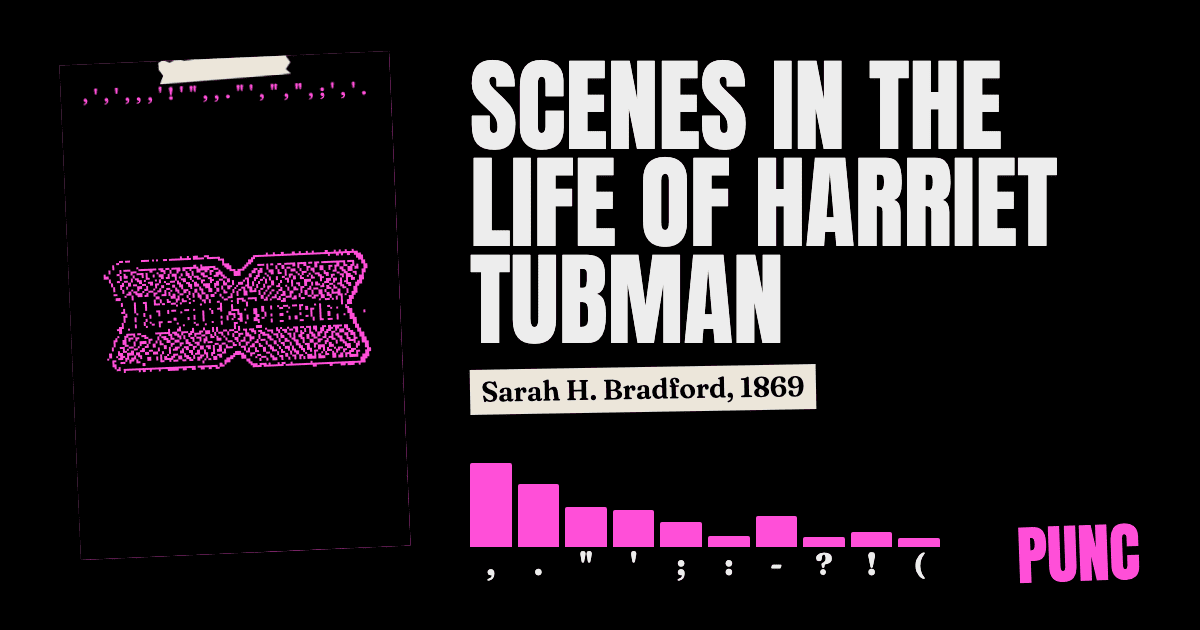 ,',',,,'!'",,."',",",;','.
SCENES IN THE
LIFE OF HARRIET
TUBMAN
Sarah H. Bradford, 1869
, . " ' ; : - ? ! (
PUNC